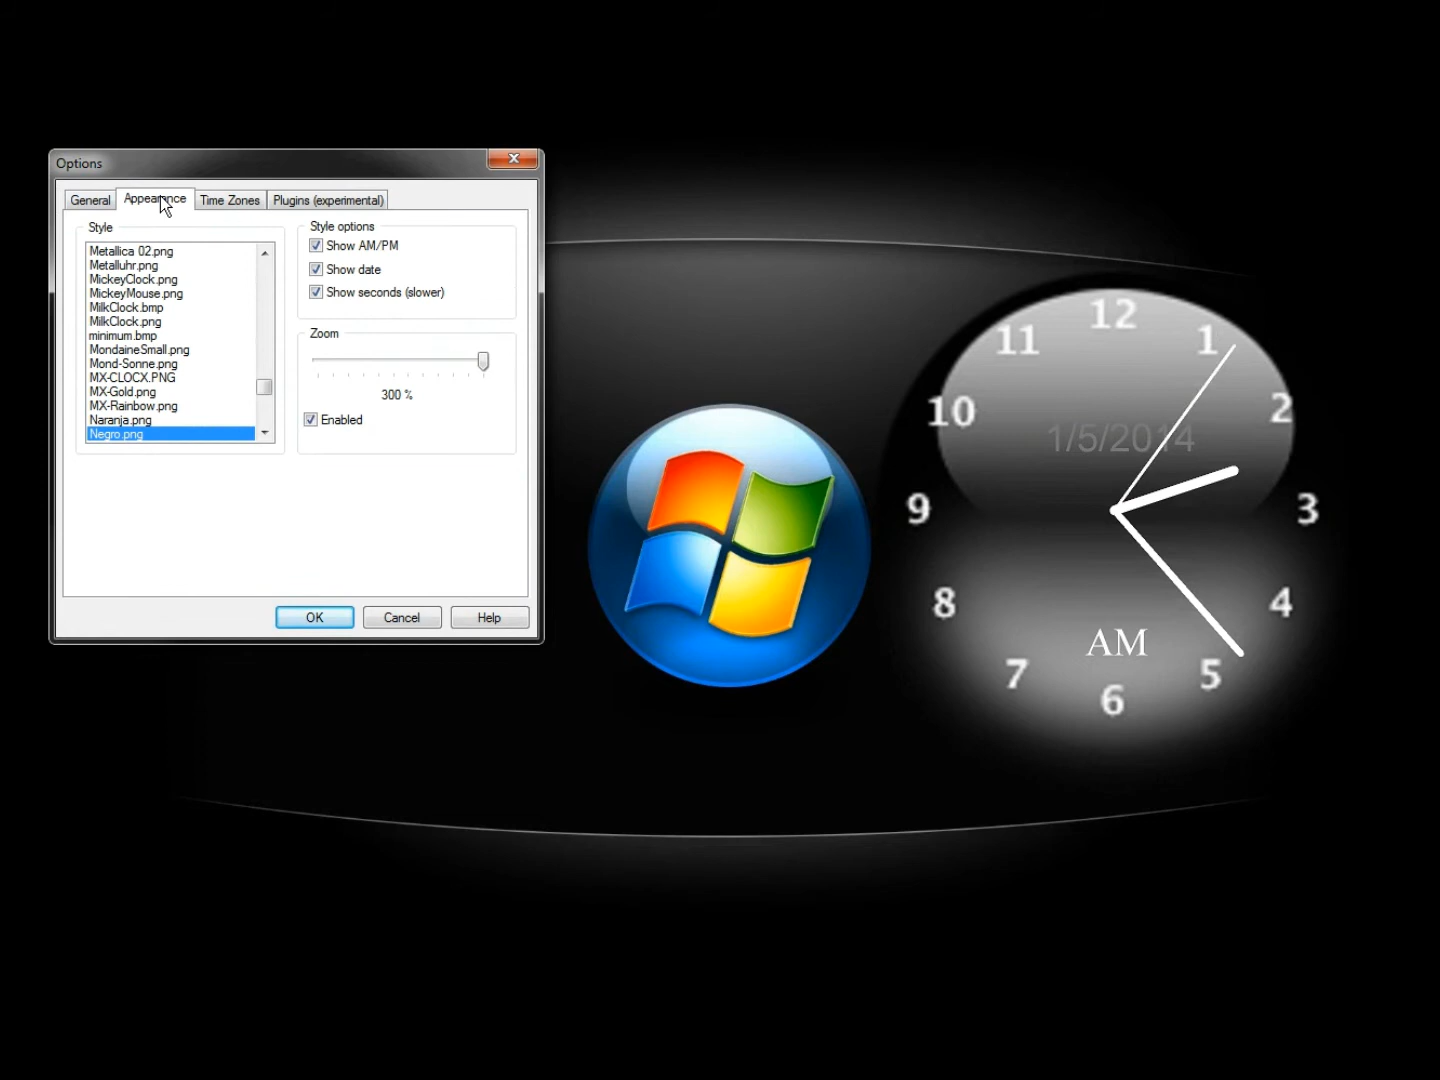 Options
General
Appearance
Time Zones
Plugins (experimental)
Style
Metallica 02.png
Metalluhr.png
MickeyClock.png
MickeyMouse.png
MilkClock.bmp
MilkClock.png
minimum.bmp
MondaineSmall.png
Mond-Sonne.png
MX-CLOCX.PNG
MX-Gold.png
MX-Rainbow.png
Naranja.png
Negro.png
Style options
Show AM/PM
Show date
Show seconds (slower)
Zoom
300 %
Enabled
OK
Cancel
Help
12
1
2
3
4
5
6
7
8
9
10
11
1/5/2014
AM